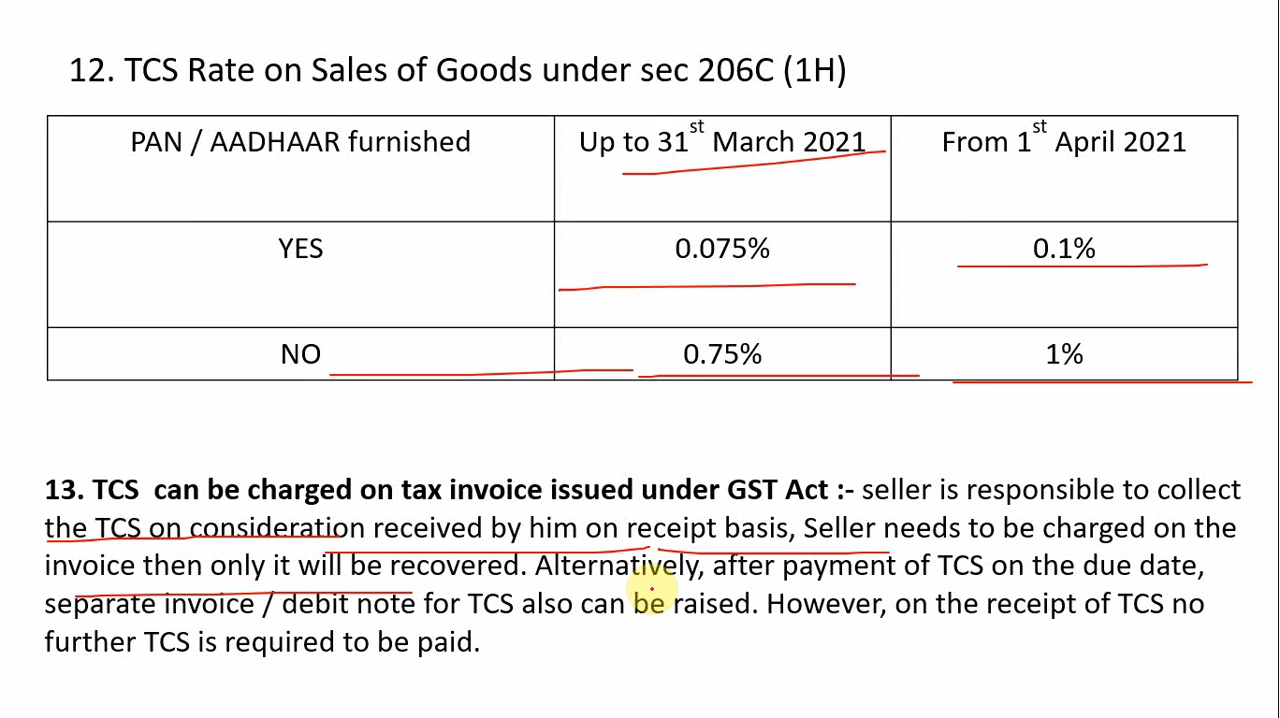 12. TCS Rate on Sales of Goods under sec 206C (1H)
PAN / AADHAAR furnished Up to 31st March 2021 From 1st April 2021
YES 0.075% 0.1%
NO 0.75% 1%
13. TCS can be charged on tax invoice issued under GST Act :- seller is responsible to collect
the TCS on consideration received by him on receipt basis, Seller needs to be charged on the
invoice then only it will be recovered. Alternatively, after payment of TCS on the due date,
separate invoice / debit note for TCS also can be raised. However, on the receipt of TCS no
further TCS is required to be paid.